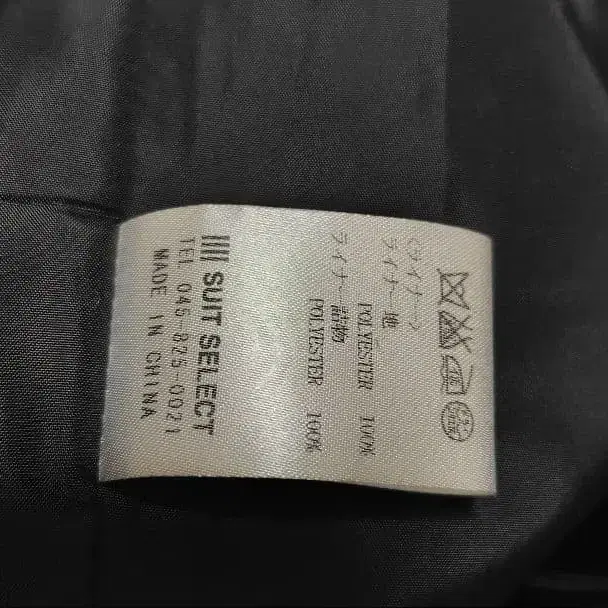 〈ライナー〉
ライナー地
POLYESTER 100%
ライナー詰物
POLYESTER 100%
SUIT SELECT
TEL 045-825-0021
MADE IN CHINA